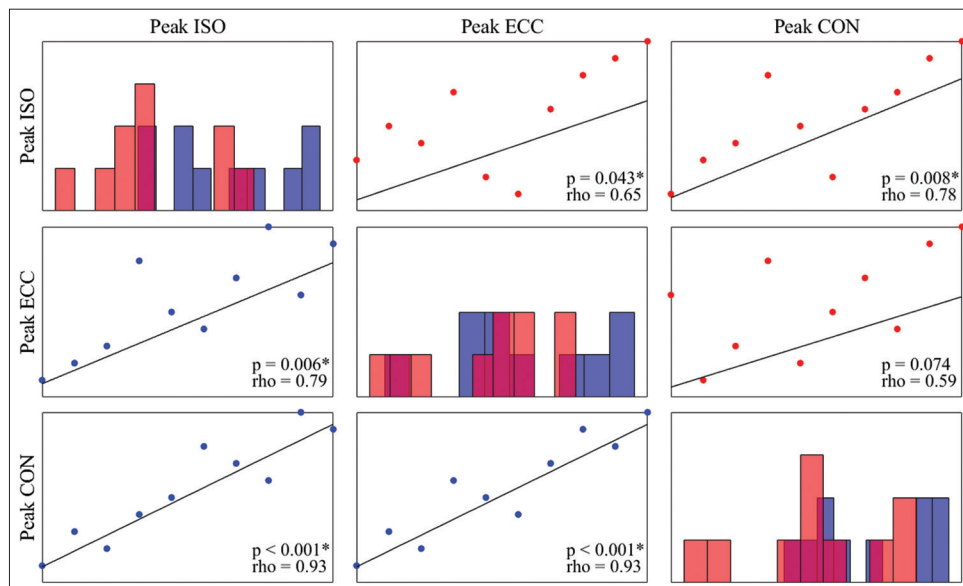 Peak ISO
Peak ECC
Peak CON
Peak ISO
p = 0.043*
rho = 0.65
p = 0.008*
rho = 0.78
Peak ECC
p = 0.006*
rho = 0.79
p = 0.074
rho = 0.59
Peak CON
p < 0.001*
rho = 0.93
p < 0.001*
rho = 0.93